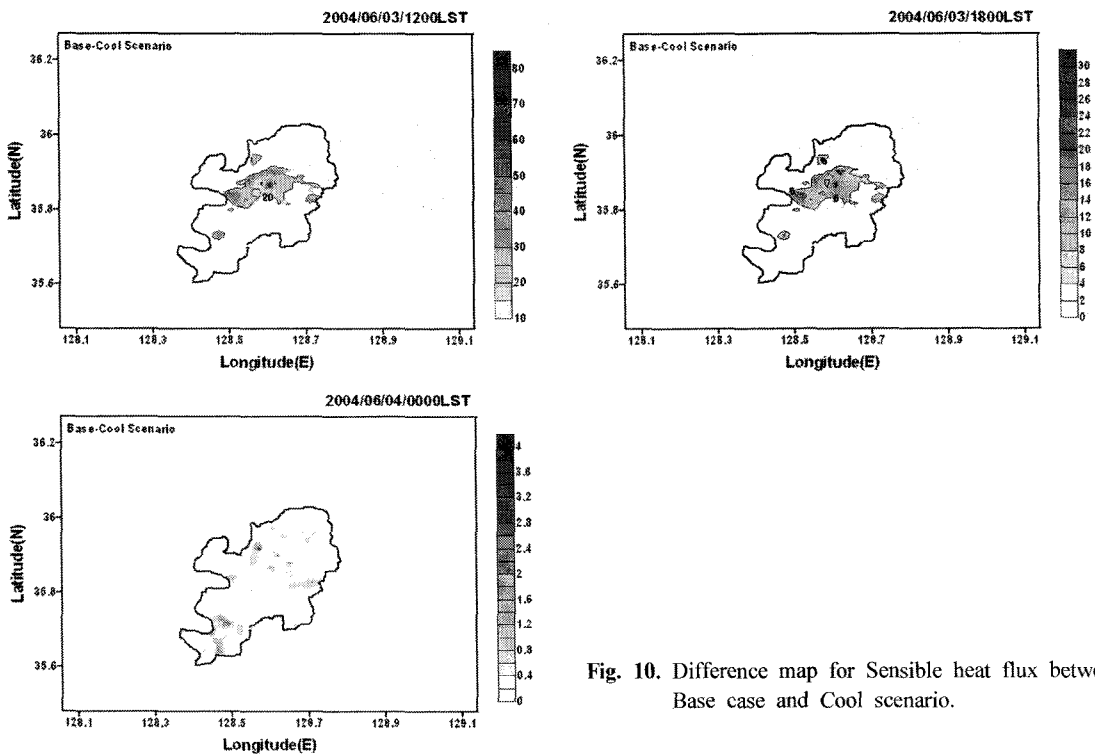 2004/06/03/1200LST
Base-Cool Scenario
36.2
36
35.8
35.6
Latitude(N)
20
128.1 128.3 128.5 128.7 128.9 129.1
Longitude(E)
80
70
60
50
40
30
20
10
2004/06/03/1800LST
Base-Cool Scenario
36.2
36
35.8
35.6
Latitude(N)
128.1 128.3 128.5 128.7 128.9 129.1
Longitude(E)
30
28
26
24
22
20
18
16
14
12
10
8
6
4
2
0
2004/06/04/0000LST
Base-Cool Scenario
36.2
36
35.8
35.6
Latitude(N)
128.1 128.3 128.5 128.7 128.9 129.1
Longitude(E)
4
3.6
3.2
2.8
2.4
2
1.6
1.2
0.8
0.4
0
Fig. 10. Difference map for Sensible heat flux betwe
Base case and Cool scenario.